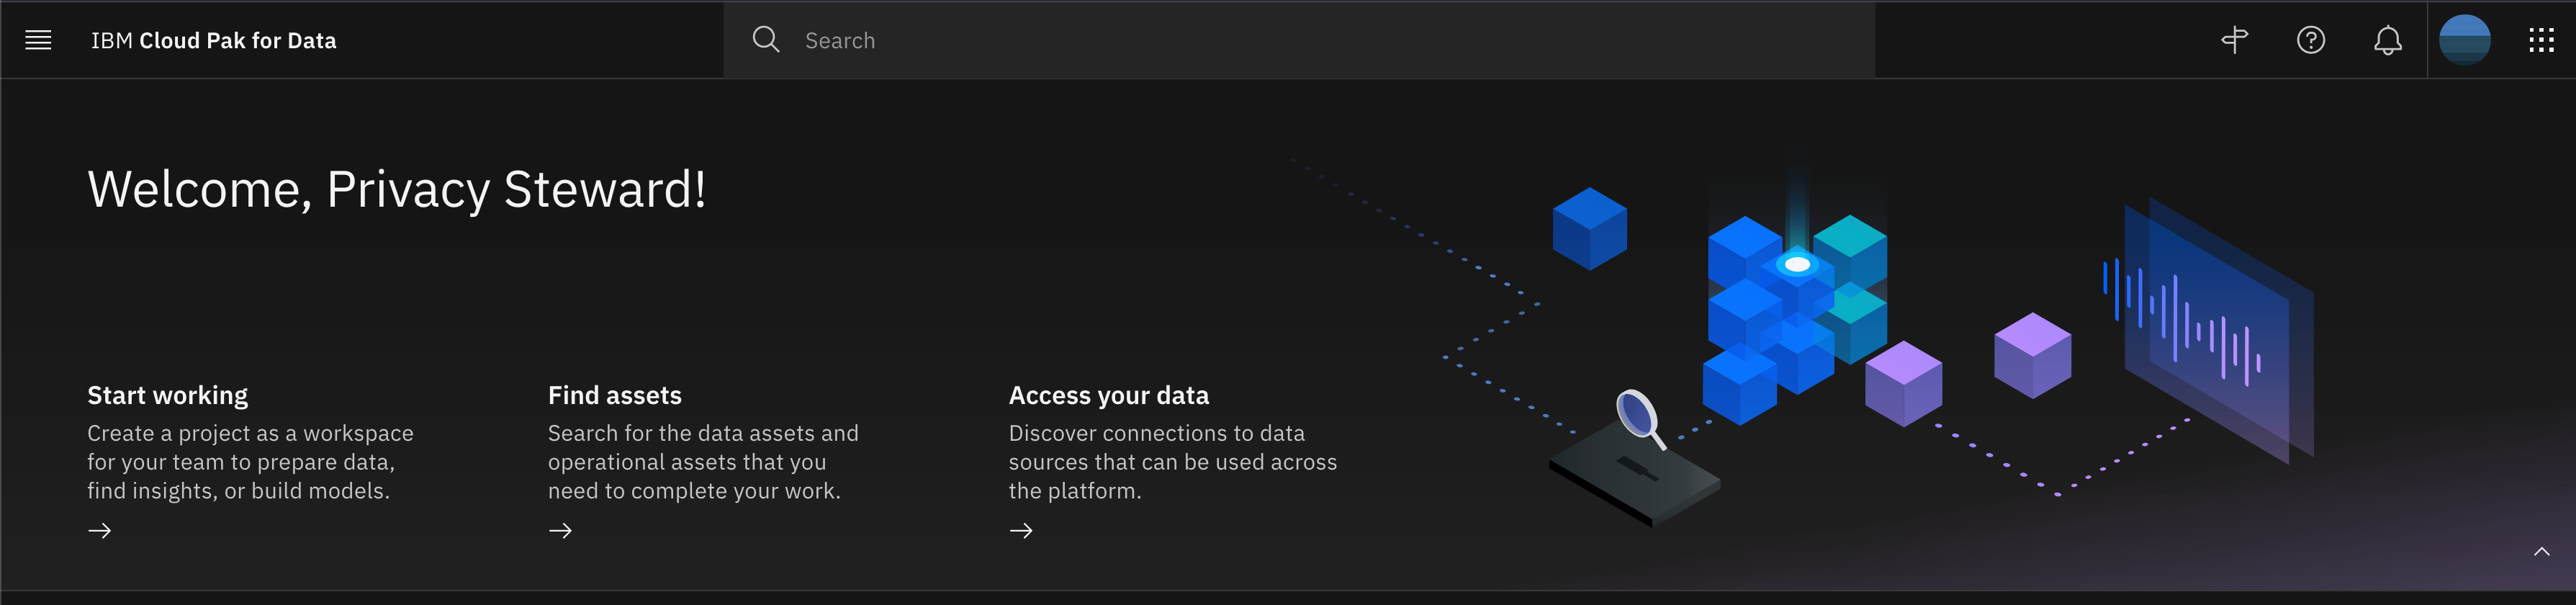 IBM Cloud Pak for Data
Search
Welcome, Privacy Steward!
Start working
Create a project as a workspace
for your team to prepare data,
find insights, or build models.
Find assets
Search for the data assets and
operational assets that you
need to complete your work.
Access your data
Discover connections to data
sources that can be used across
the platform.